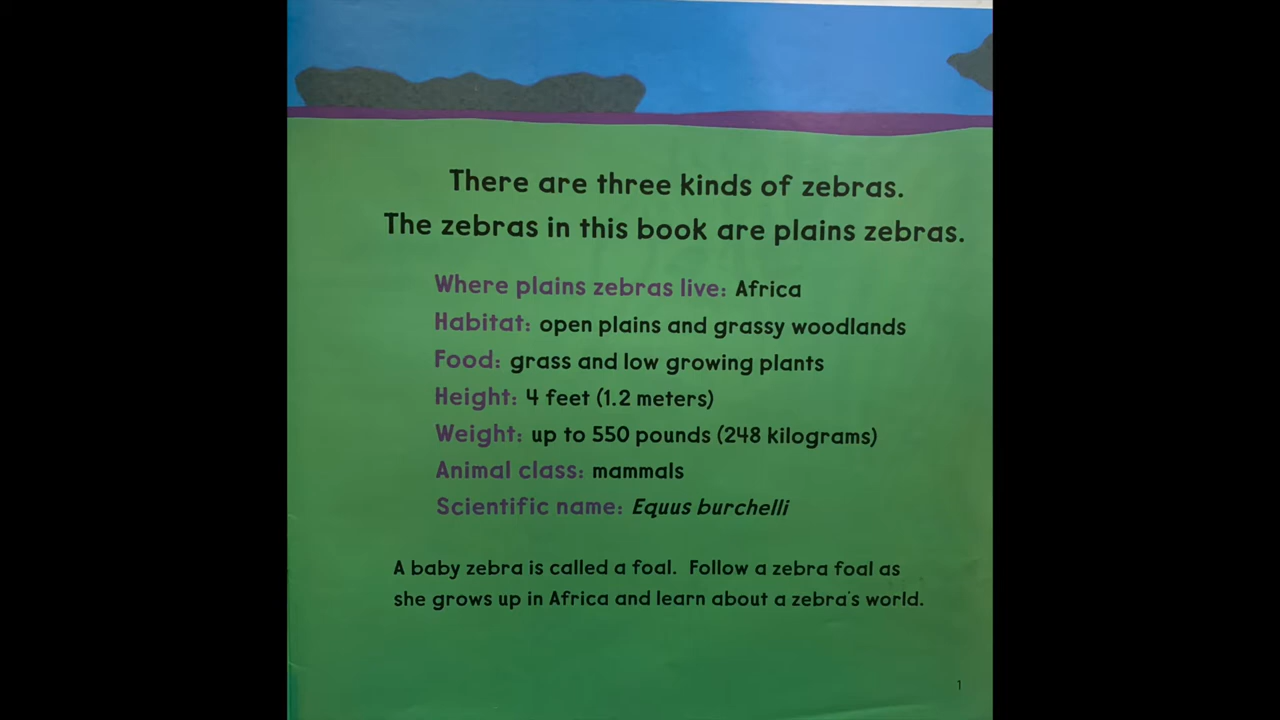 There are three kinds of zebras.
The zebras in this book are plains zebras.
Where plains zebras live: Africa
Habitat: open plains and grassy woodlands
Food: grass and low growing plants
Height: 4 feet (1.2 meters)
Weight: up to 550 pounds (248 kilograms)
Animal class: mammals
Scientific name: Equus burchelli
A baby zebra is called a foal. Follow a zebra foal as
she grows up in Africa and learn about a zebra's world.
1